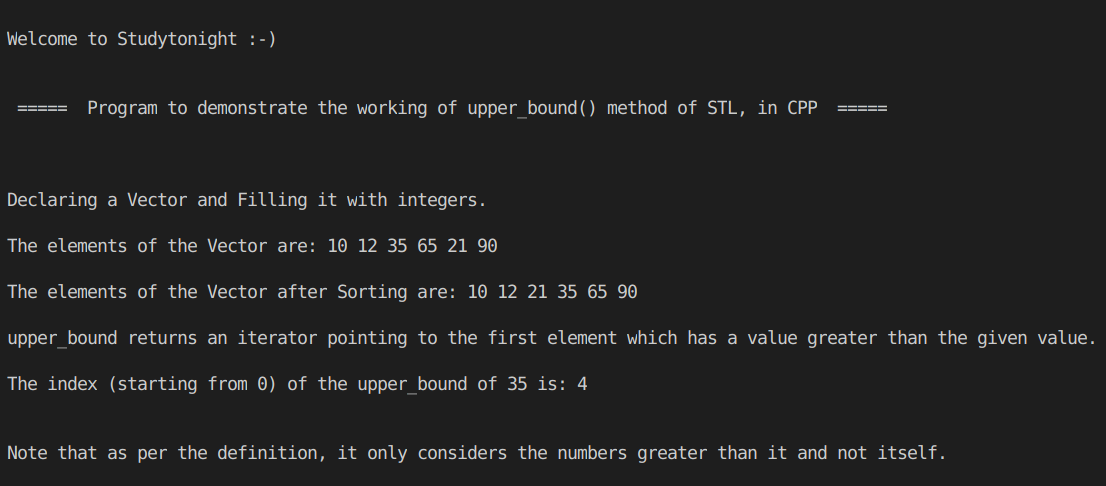 Welcome to Studytonight :-)
===== Program to demonstrate the working of upper_bound() method of STL, in CPP =====
Declaring a Vector and Filling it with integers.
The elements of the Vector are: 10 12 35 65 21 90
The elements of the Vector after Sorting are: 10 12 21 35 65 90
upper_bound returns an iterator pointing to the first element which has a value greater than the given value.
The index (starting from 0) of the upper_bound of 35 is: 4
Note that as per the definition, it only considers the numbers greater than it and not itself.